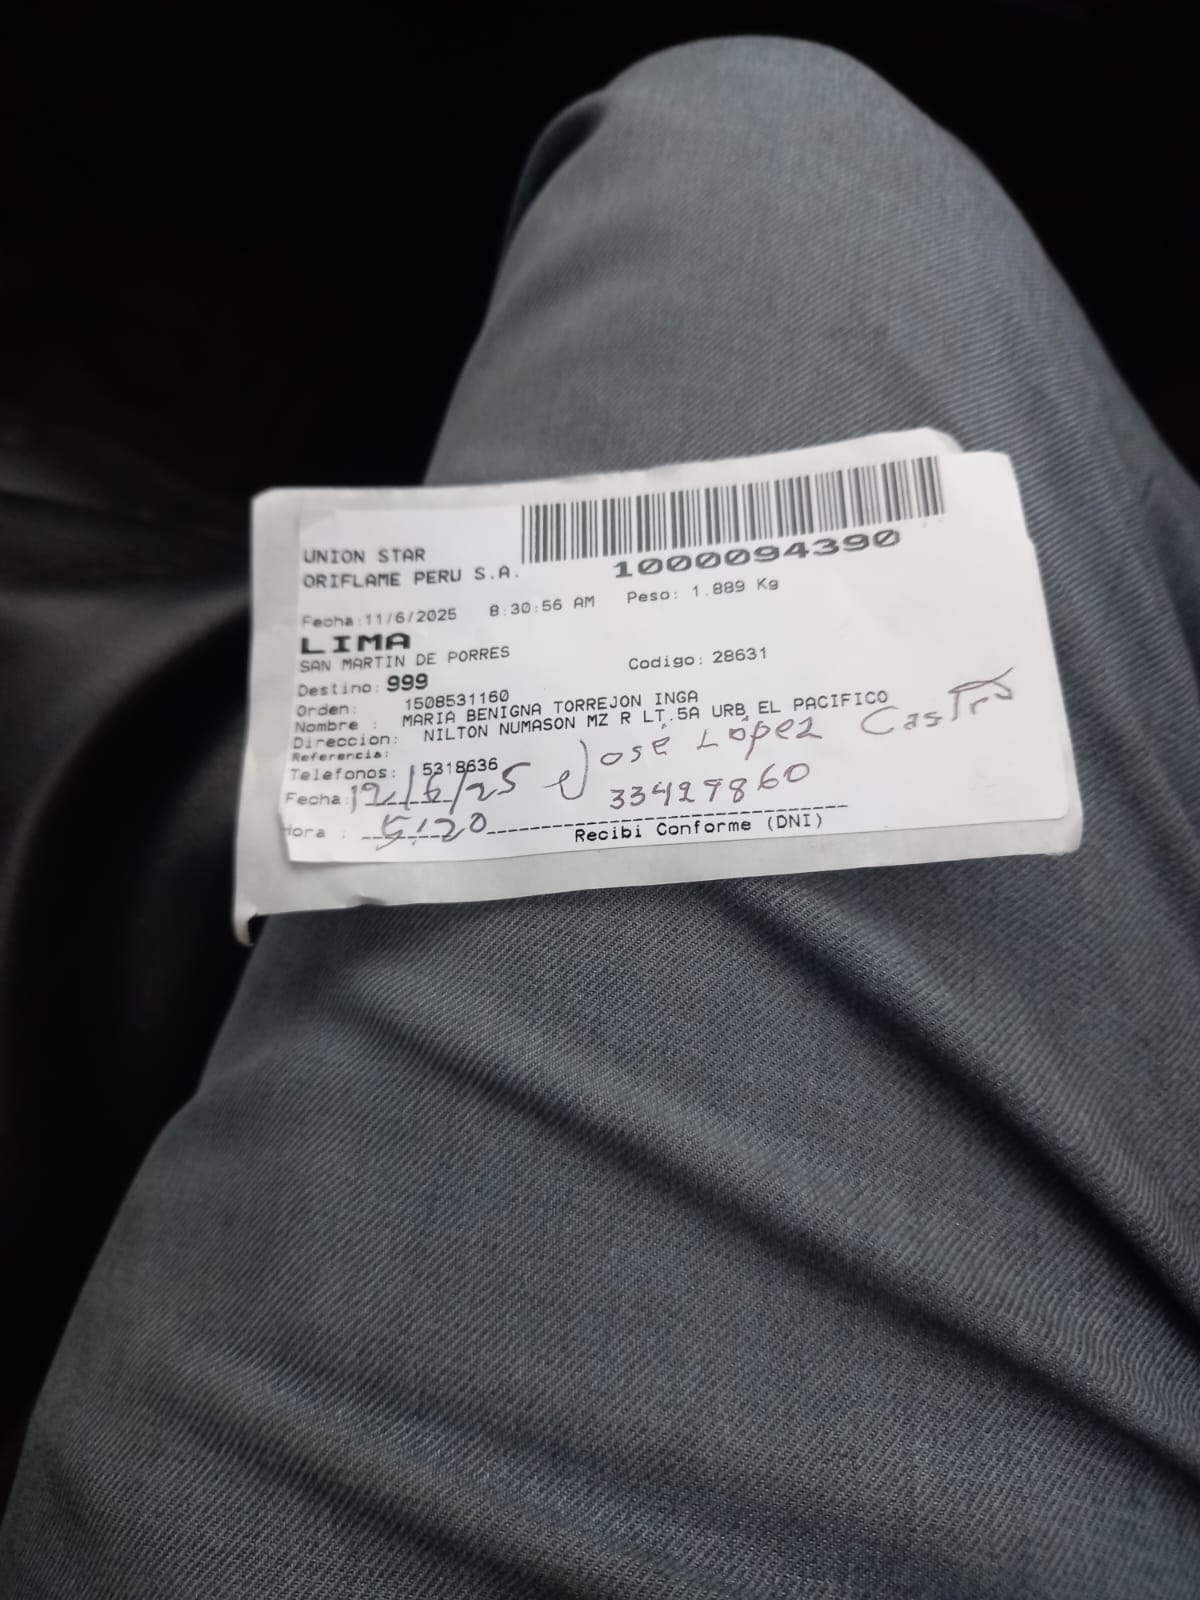 UNION STAR
ORIFLAME PERU S.A.
1000094390
Fecha:11/6/2025 8:30:56 AM Peso: 1.889 Kg
LIMA
SAN MARTIN DE PORRES
Codigo: 28631
Destino: 999
Orden: 1508531160
Nombre : MARIA BENIGNA TORREJON INGA
Direccion: NILTON NUMASON MZ R LT.5A URB EL PACIFICO
Referencia:
Telefonos: 5318636
José López Castro
Fecha: 12/6/25
33429860
Hora : 5:20
Recibi Conforme (DNI)